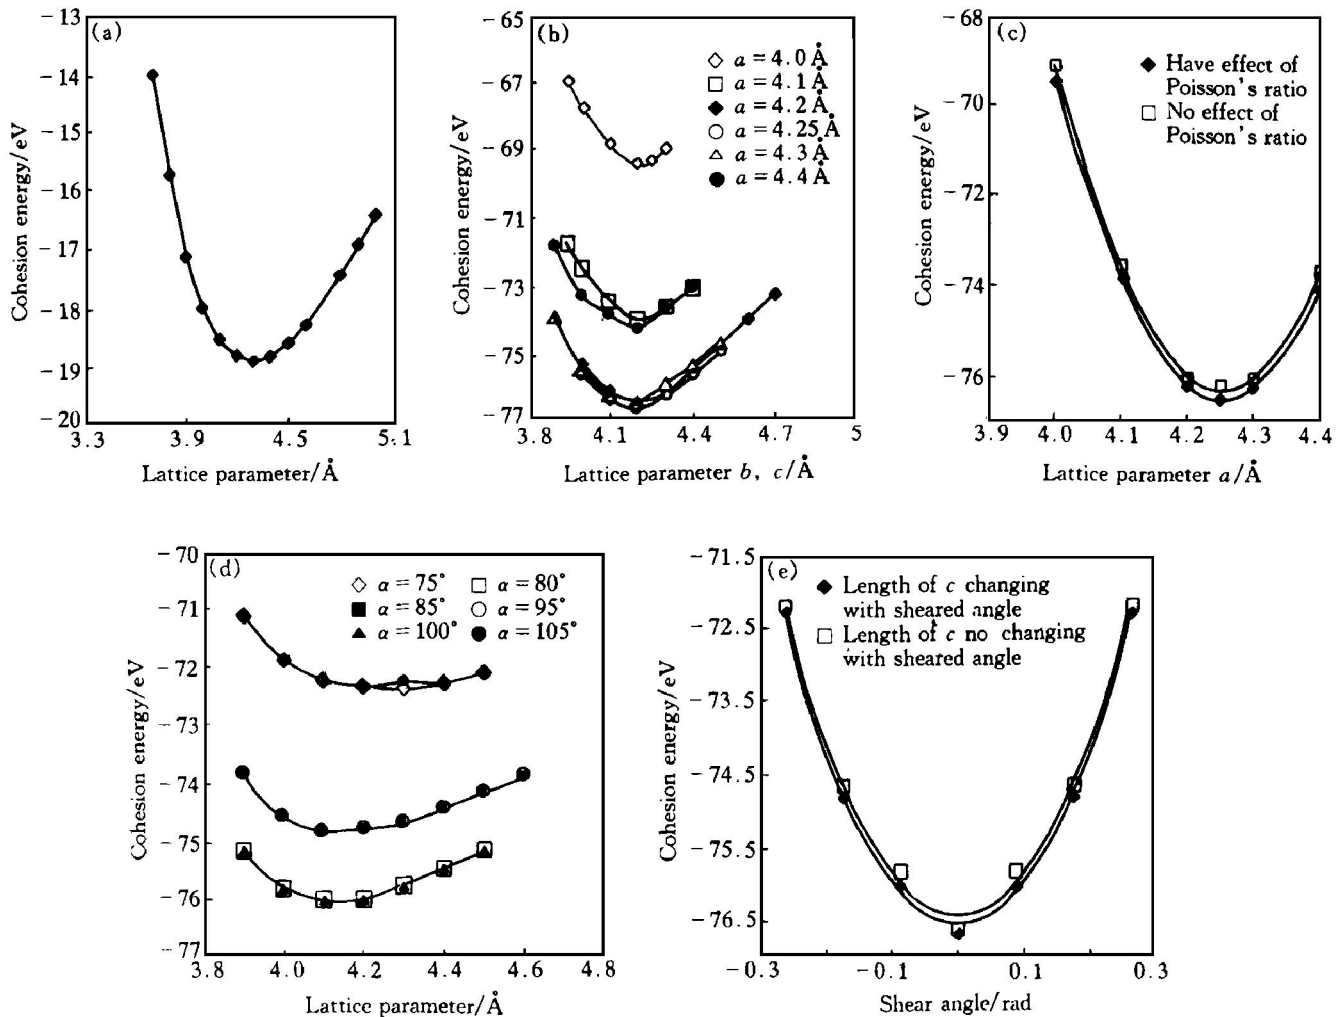 (a)
-13
-14
-15
-16
-17
-18
-19
-20
3.3 3.9 4.5 5.1
Cohesion energy/eV
Lattice parameter/Å
(b)
-65
-67
-69
-71
-73
-75
-77
3.8 4.1 4.4 4.7 5
Cohesion energy/eV
Lattice parameter b, c/Å
a=4.0Å
a=4.1Å
a=4.2Å
a=4.25Å
a=4.3Å
a=4.4Å
(c)
-68
-70
-72
-74
-76
3.9 4.0 4.1 4.2 4.3 4.4
Cohesion energy/eV
Lattice parameter a/Å
Have effect of
Poisson's ratio
No effect of
Poisson's ratio
(d)
-70
-71
-72
-73
-74
-75
-76
-77
3.8 4.0 4.2 4.4 4.6 4.8
Cohesion energy/eV
Lattice parameter/Å
α=75° α=80°
α=85° α=95°
α=100° α=105°
(e)
-71.5
-72.5
-73.5
-74.5
-75.5
-76.5
-0.3 -0.1 0.1 0.3
Cohesion energy/eV
Shear angle/rad
Length of c changing
with sheared angle
Length of c no changing
with sheared angle